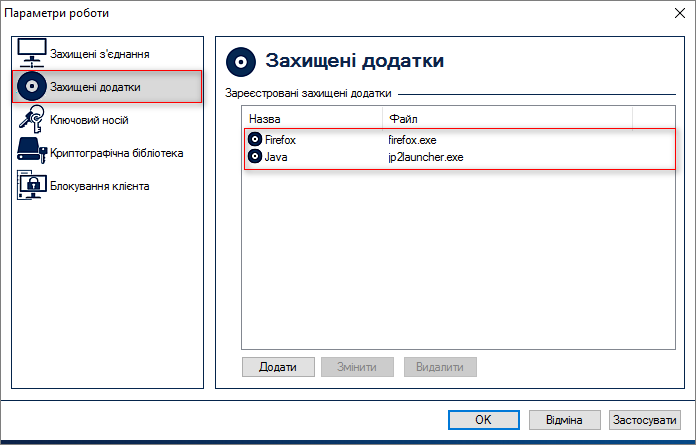 Параметри роботи
Захищені з'єднання
Захищені додатки
Ключовий носій
Криптографічна бібліотека
Блокування клієнта
Захищені додатки
Зареєстровані захищені додатки
Назва Файл
Firefox firefox.exe
Java jp2launcher.exe
Додати Змінити Видалити
OK Відміна Застосувати